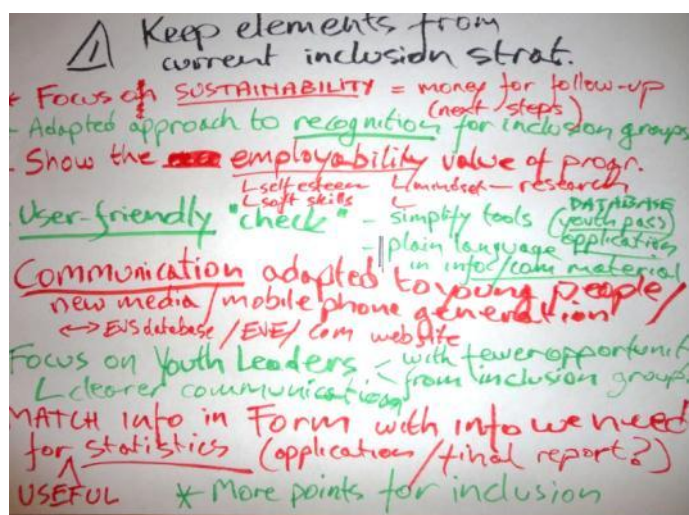 Keep elements from
current inclusion strat.
+ Focus on SUSTAINABILITY = money for follow-up
(next steps)
- Adapted approach to recognition for inclusion groups
- Show the employability value of progr.
self esteem mindset - research
soft skills
DATABASE
- User-friendly "check" - simplify tools (youthpass)
application
- plain language
in info/com material
Communication adapted to young people/
new media/mobile phone generation
<-> EVS database / EVE / com website
Focus on Youth Leaders < with fewer opportunit
from inclusion group
clearer communication
MATCH info in Form with info we need
for statistics (application/final report?)
USEFUL * More points for inclusion